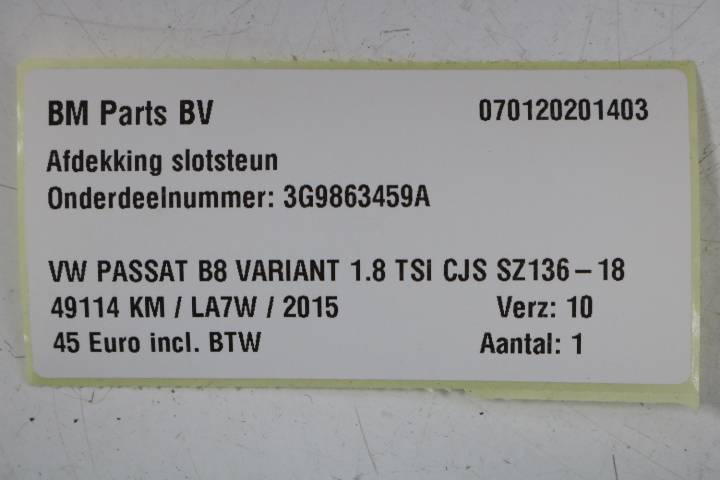 BM Parts BV 070120201403
Afdekking slotsteun
Onderdeelnummer: 3G9863459A
VW PASSAT B8 VARIANT 1.8 TSI CJS SZ136-18
49114 KM / LA7W / 2015 Verz: 10
45 Euro incl. BTW Aantal: 1